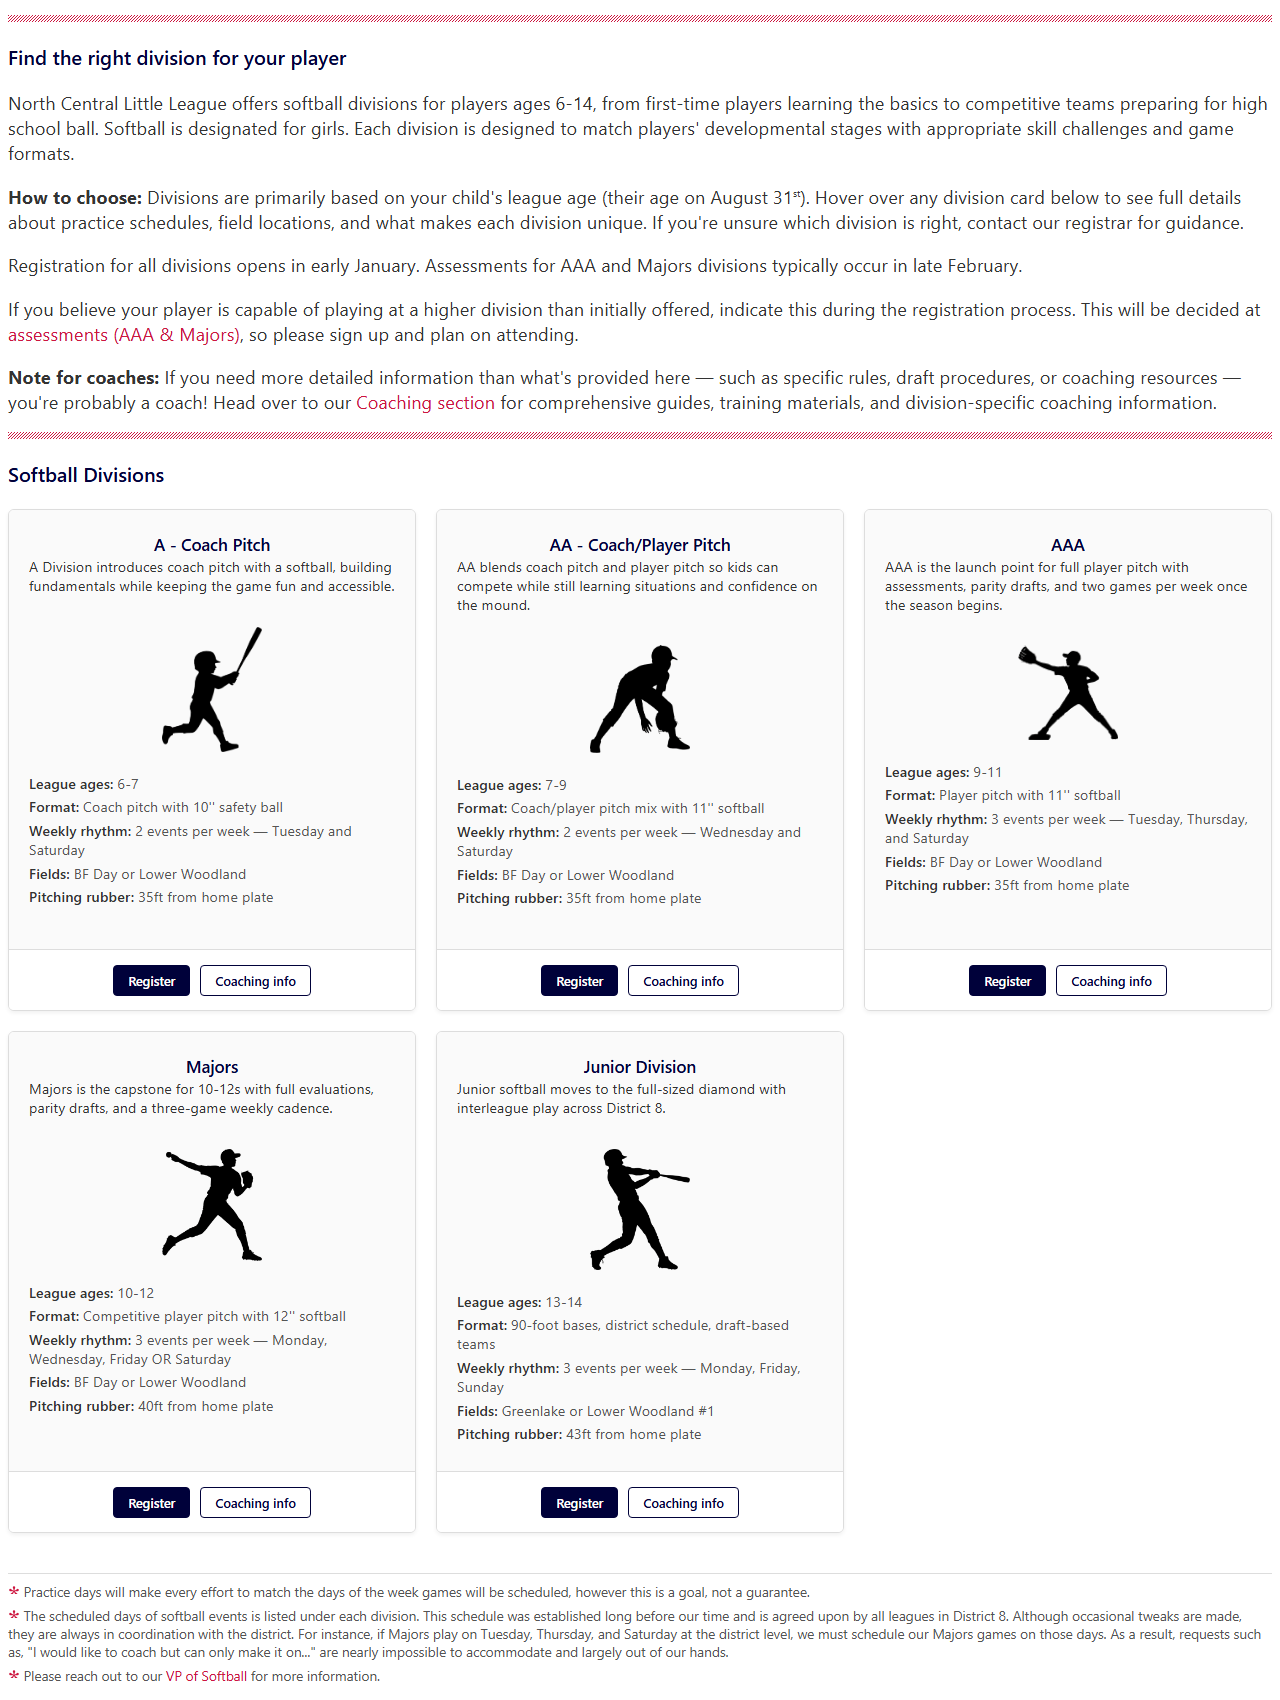 Find the right division for your player
North Central Little League offers softball divisions for players ages 6-14, from first-time players learning the basics to competitive teams preparing for high
school ball. Softball is designated for girls. Each division is designed to match players' developmental stages with appropriate skill challenges and game
formats.
How to choose: Divisions are primarily based on your child's league age (their age on August 31st). Hover over any division card below to see full details
about practice schedules, field locations, and what makes each division unique. If you're unsure which division is right, contact our registrar for guidance.
Registration for all divisions opens in early January. Assessments for AAA and Majors divisions typically occur in late February.
If you believe your player is capable of playing at a higher division than initially offered, indicate this during the registration process. This will be decided at
assessments (AAA & Majors), so please sign up and plan on attending.
Note for coaches: If you need more detailed information than what's provided here — such as specific rules, draft procedures, or coaching resources —
you're probably a coach! Head over to our Coaching section for comprehensive guides, training materials, and division-specific coaching information.
Softball Divisions
A - Coach Pitch
A Division introduces coach pitch with a softball, building
fundamentals while keeping the game fun and accessible.
League ages: 6-7
Format: Coach pitch with 10'' safety ball
Weekly rhythm: 2 events per week — Tuesday and
Saturday
Fields: BF Day or Lower Woodland
Pitching rubber: 35ft from home plate
Register
Coaching info
AA - Coach/Player Pitch
AA blends coach pitch and player pitch so kids can
compete while still learning situations and confidence on
the mound.
League ages: 7-9
Format: Coach/player pitch mix with 11'' softball
Weekly rhythm: 2 events per week — Wednesday and
Saturday
Fields: BF Day or Lower Woodland
Pitching rubber: 35ft from home plate
Register
Coaching info
AAA
AAA is the launch point for full player pitch with
assessments, parity drafts, and two games per week once
the season begins.
League ages: 9-11
Format: Player pitch with 11'' softball
Weekly rhythm: 3 events per week — Tuesday, Thursday,
and Saturday
Fields: BF Day or Lower Woodland
Pitching rubber: 35ft from home plate
Register
Coaching info
Majors
Majors is the capstone for 10-12s with full evaluations,
parity drafts, and a three-game weekly cadence.
League ages: 10-12
Format: Competitive player pitch with 12'' softball
Weekly rhythm: 3 events per week — Monday,
Wednesday, Friday OR Saturday
Fields: BF Day or Lower Woodland
Pitching rubber: 40ft from home plate
Register
Coaching info
Junior Division
Junior softball moves to the full-sized diamond with
interleague play across District 8.
League ages: 13-14
Format: 90-foot bases, district schedule, draft-based
teams
Weekly rhythm: 3 events per week — Monday, Friday,
Sunday
Fields: Greenlake or Lower Woodland #1
Pitching rubber: 43ft from home plate
Register
Coaching info
* Practice days will make every effort to match the days of the week games will be scheduled, however this is a goal, not a guarantee.
* The scheduled days of softball events is listed under each division. This schedule was established long before our time and is agreed upon by all leagues in District 8. Although occasional tweaks are made,
they are always in coordination with the district. For instance, if Majors play on Tuesday, Thursday, and Saturday at the district level, we must schedule our Majors games on those days. As a result, requests such
as, "I would like to coach but can only make it on..." are nearly impossible to accommodate and largely out of our hands.
* Please reach out to our VP of Softball for more information.